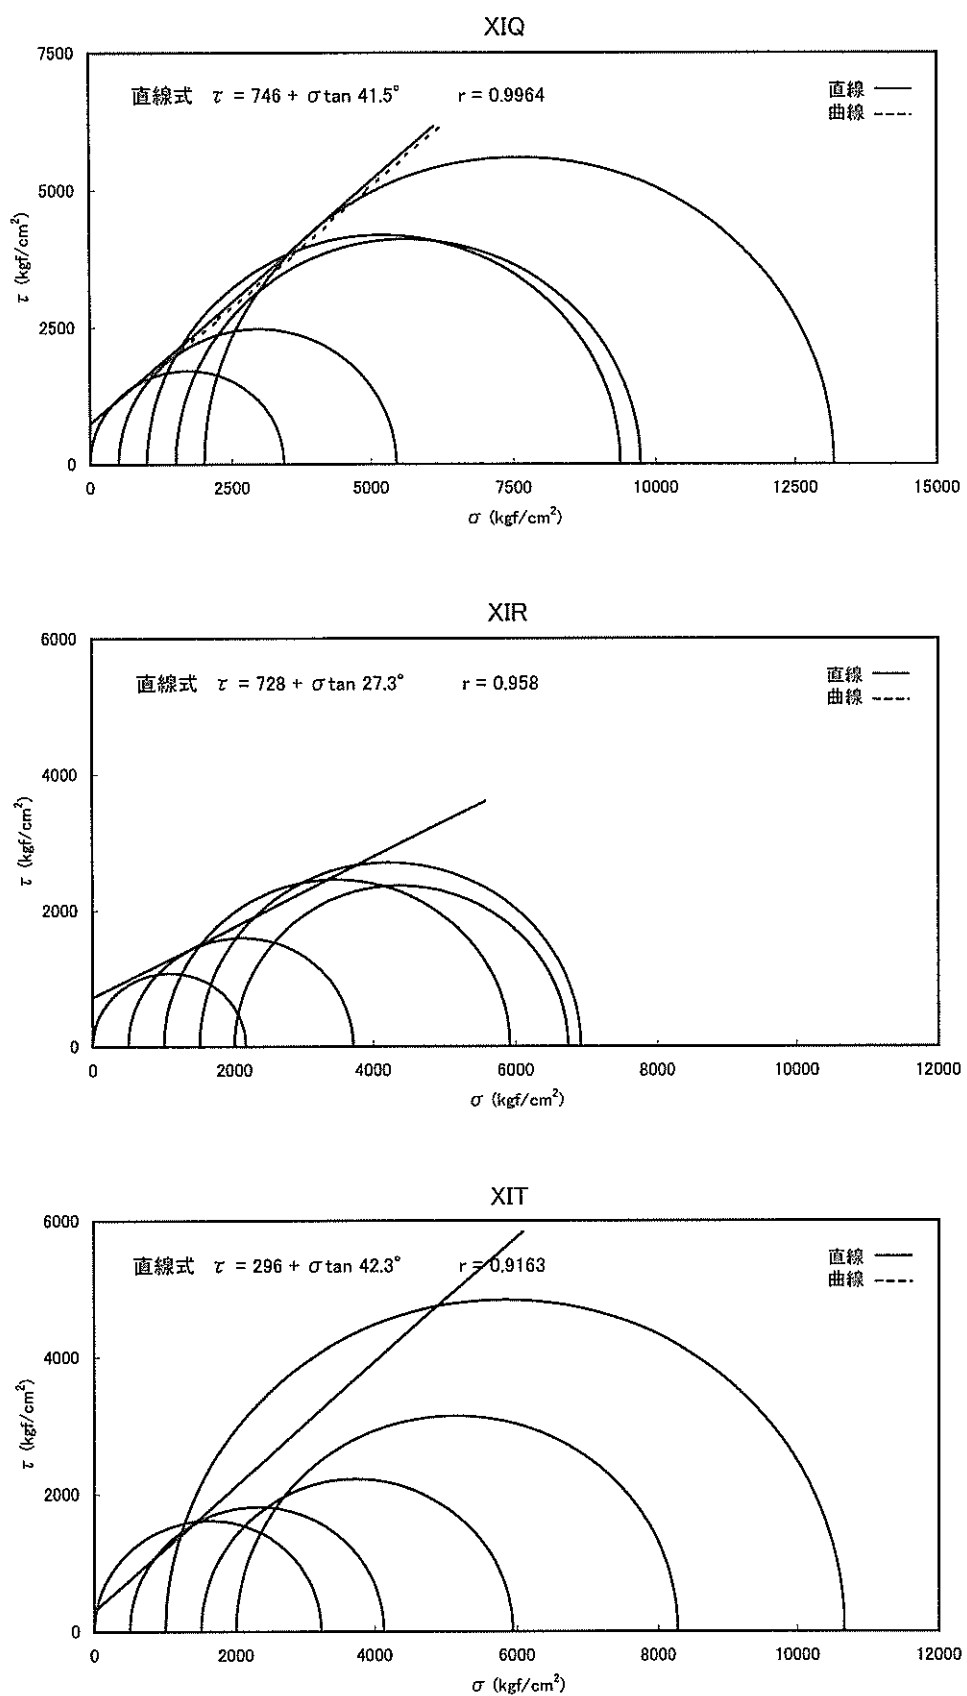 XIQ
7500
直線式 τ = 746 + σtan 41.5° r = 0.9964
直線
曲線
5000
τ (kgf/cm²)
2500
0
0 2500 5000 7500 10000 12500 15000
σ (kgf/cm²)
XIR
6000
直線式 τ = 728 + σtan 27.3° r = 0.958
直線
曲線
4000
τ (kgf/cm²)
2000
0
0 2000 4000 6000 8000 10000 12000
σ (kgf/cm²)
XIT
6000
直線式 τ = 296 + σtan 42.3° r = 0.9163
直線
曲線
4000
τ (kgf/cm²)
2000
0
0 2000 4000 6000 8000 10000 12000
σ (kgf/cm²)